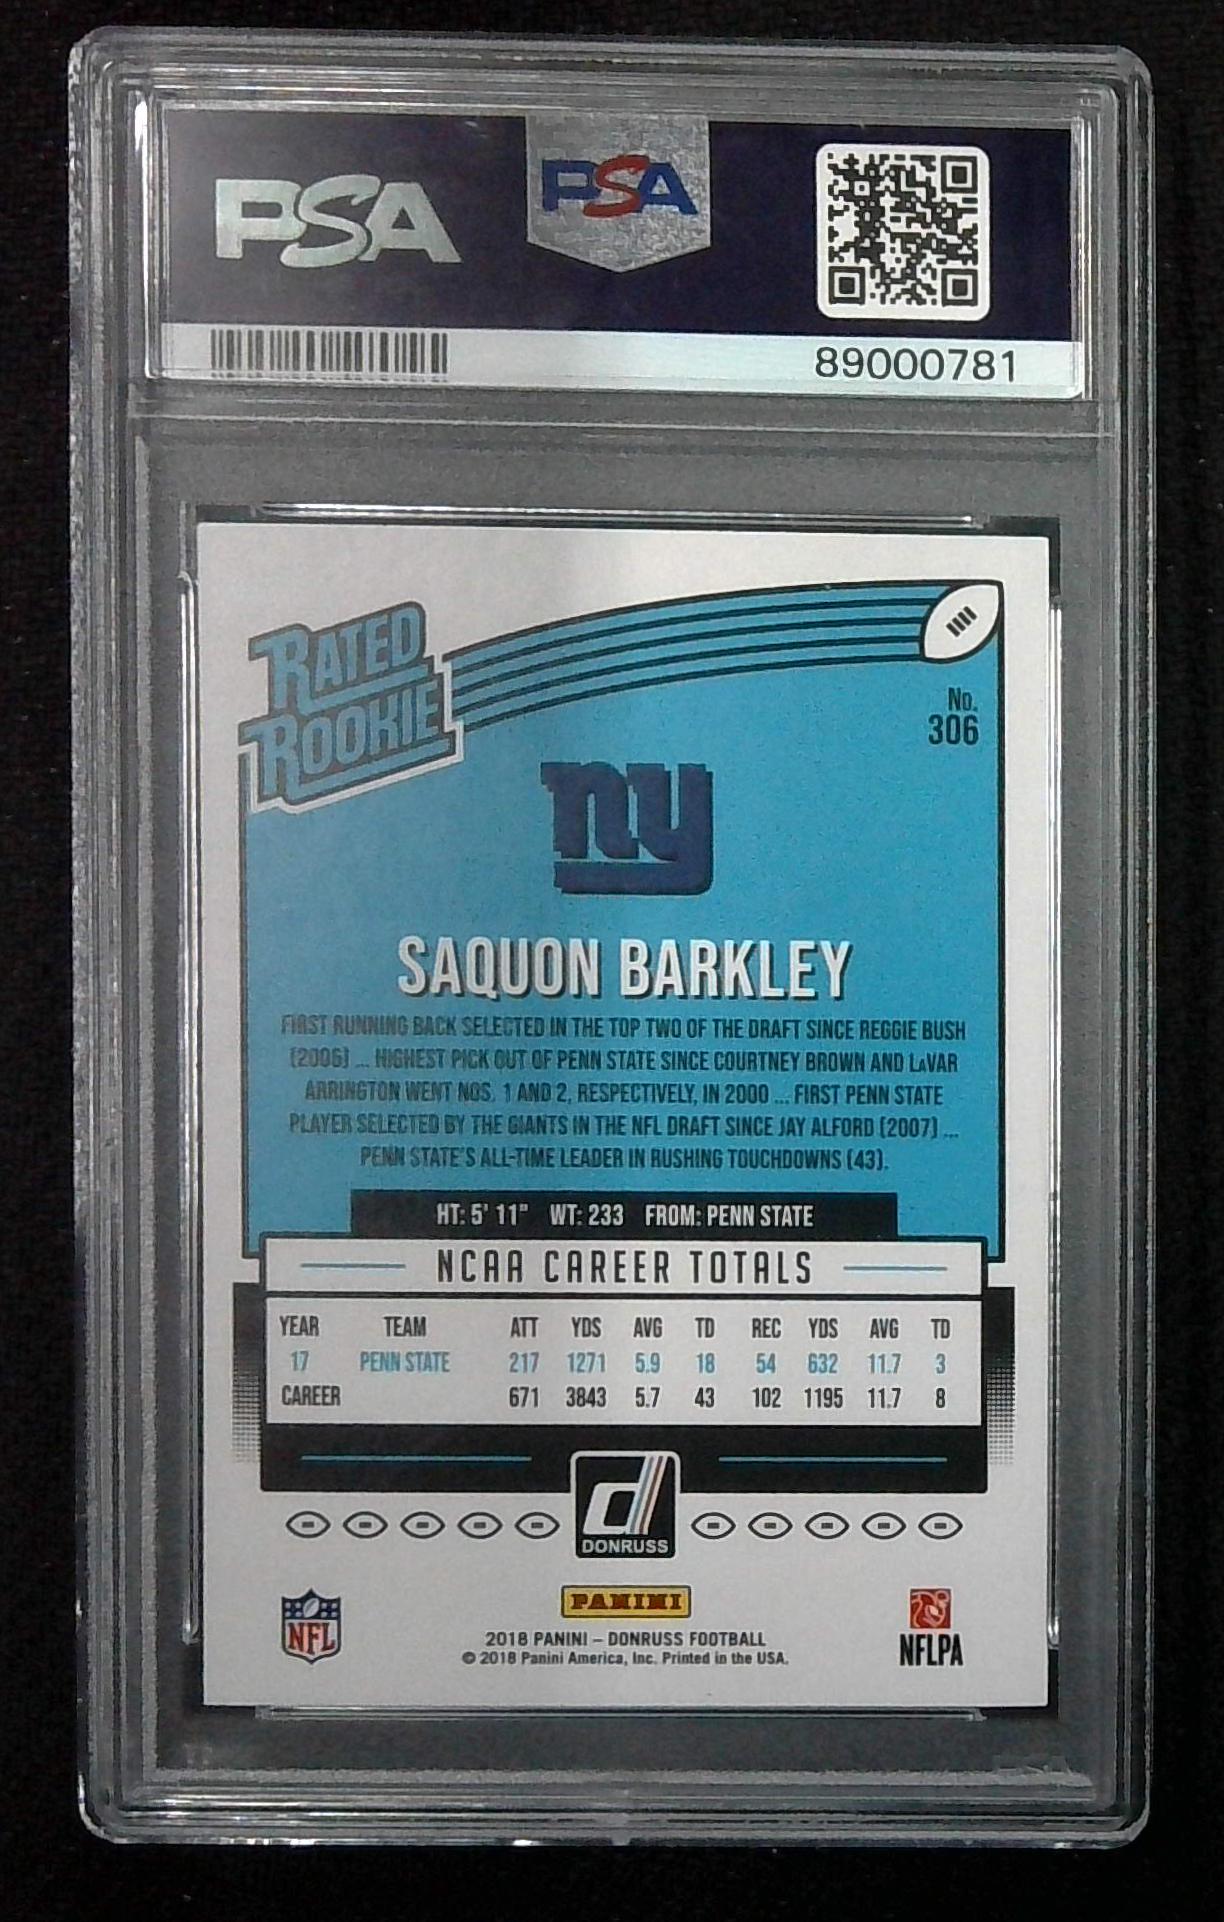 PSA
PSA
89000781
RATED
ROOKIE
No.
306
ny
SAQUON BARKLEY
FIRST RUNNING BACK SELECTED IN THE TOP TWO OF THE DRAFT SINCE REGGIE BUSH
(2006) ... HIGHEST PICK OUT OF PENN STATE SINCE COURTNEY BROWN AND LaVAR
ARRINGTON WENT NOS. 1 AND 2, RESPECTIVELY, IN 2000 ... FIRST PENN STATE
PLAYER SELECTED BY THE GIANTS IN THE NFL DRAFT SINCE JAY ALFORD (2007) ...
PENN STATE'S ALL-TIME LEADER IN RUSHING TOUCHDOWNS (43).
HT: 5' 11" WT: 233 FROM: PENN STATE
NCAA CAREER TOTALS
YEAR TEAM ATT YDS AVG TD REC YDS AVG TD
17 PENN STATE 217 1271 5.9 18 54 632 11.7 3
CAREER 671 3843 5.7 43 102 1195 11.7 8
d
DONRUSS
PANINI
NFL
2018 PANINI – DONRUSS FOOTBALL
© 2018 Panini America, Inc. Printed in the USA.
NFLPA